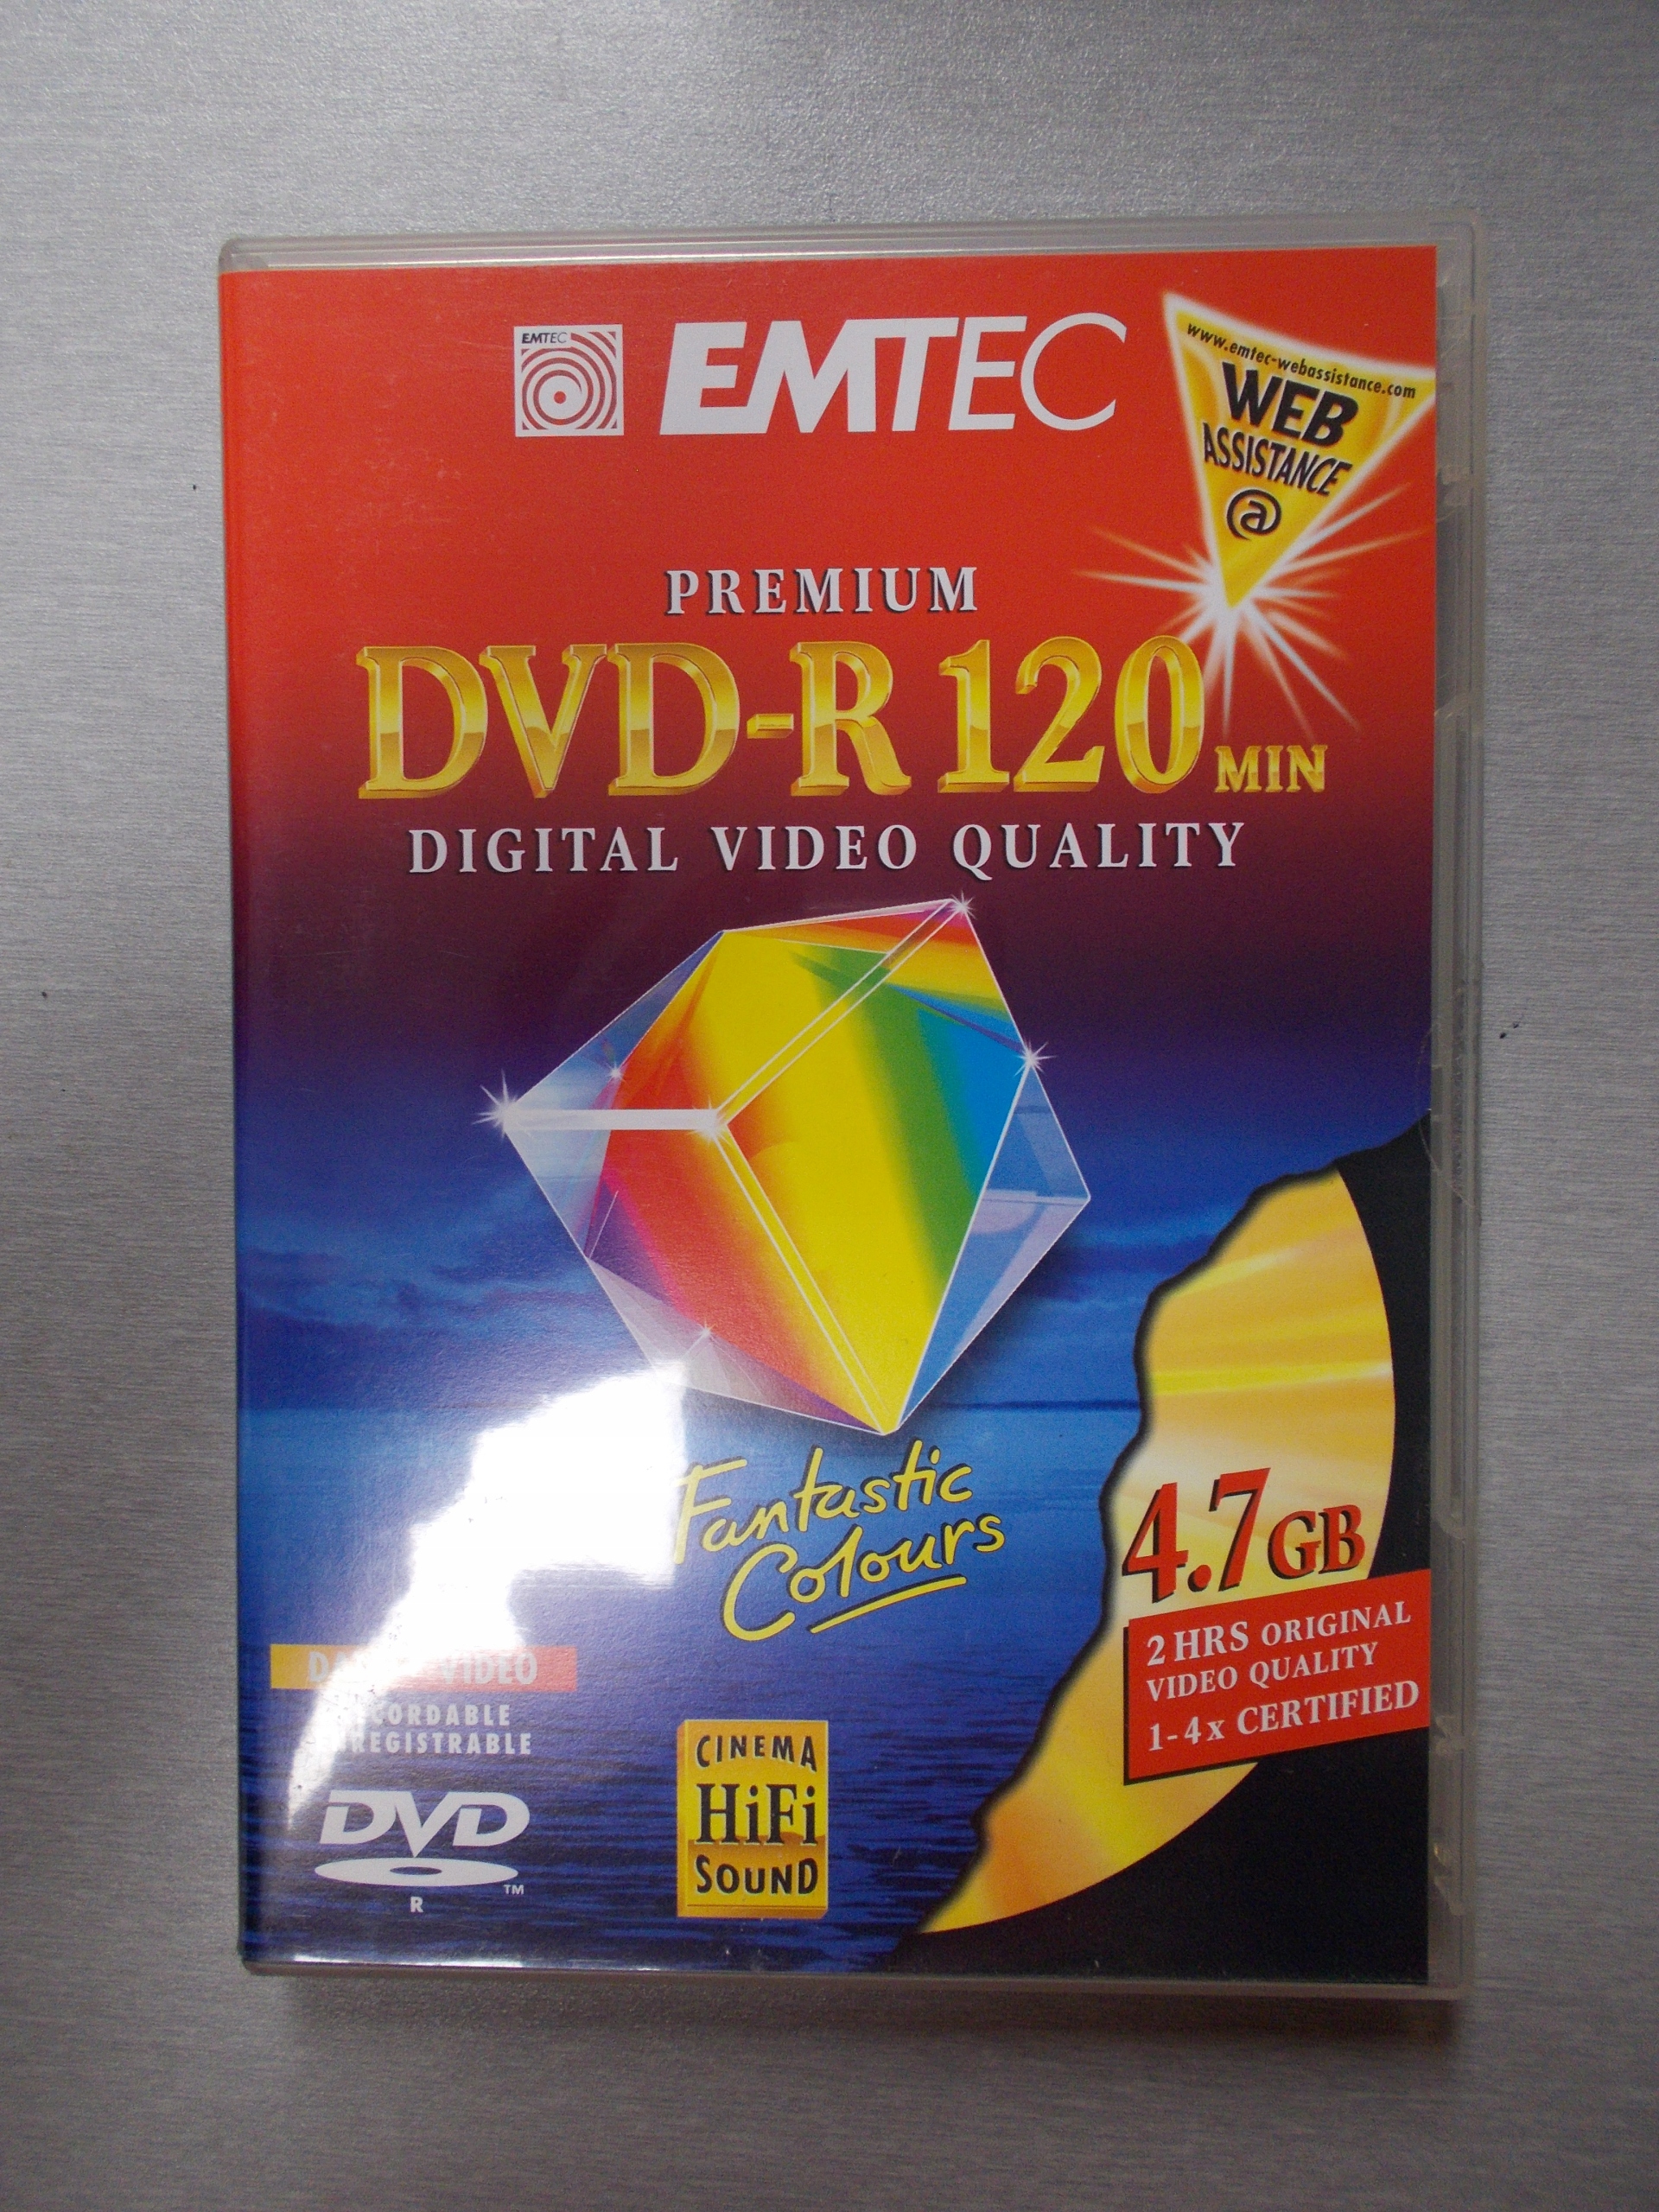 EMTEC
EMTEC
www.emtec-webassistance.com
WEB
ASSISTANCE
@
PREMIUM
DVD-R 120 MIN
DIGITAL VIDEO QUALITY
Fantastic
Colours
4.7 GB
2 HRS ORIGINAL
VIDEO QUALITY
1-4x CERTIFIED
VIDEO
CINEMA
HiFi
SOUND
DVD
TM
R